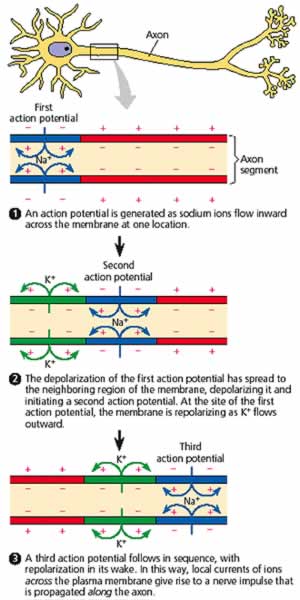 Axon
First
action potential
− − + + + +
+ + − − − −
Na⁺
+ + − − − −
− − + + + +
Axon
segment
1 An action potential is generated as sodium ions flow inward
across the membrane at one location.
Second
action potential
K⁺
+ + − − + +
− − + + − −
Na⁺
− − + + − −
+ + − − + +
K⁺
2 The depolarization of the first action potential has spread to
the neighboring region of the membrane, depolarizing it and
initiating a second action potential. At the site of the first
action potential, the membrane is repolarizing as K⁺ flows
outward.
Third
action potential
K⁺
+ + + + − −
− − − − + +
Na⁺
− − − − + +
+ + + + − −
K⁺
3 A third action potential follows in sequence, with
repolarization in its wake. In this way, local currents of ions
across the plasma membrane give rise to a nerve impulse that
is propagated along the axon.